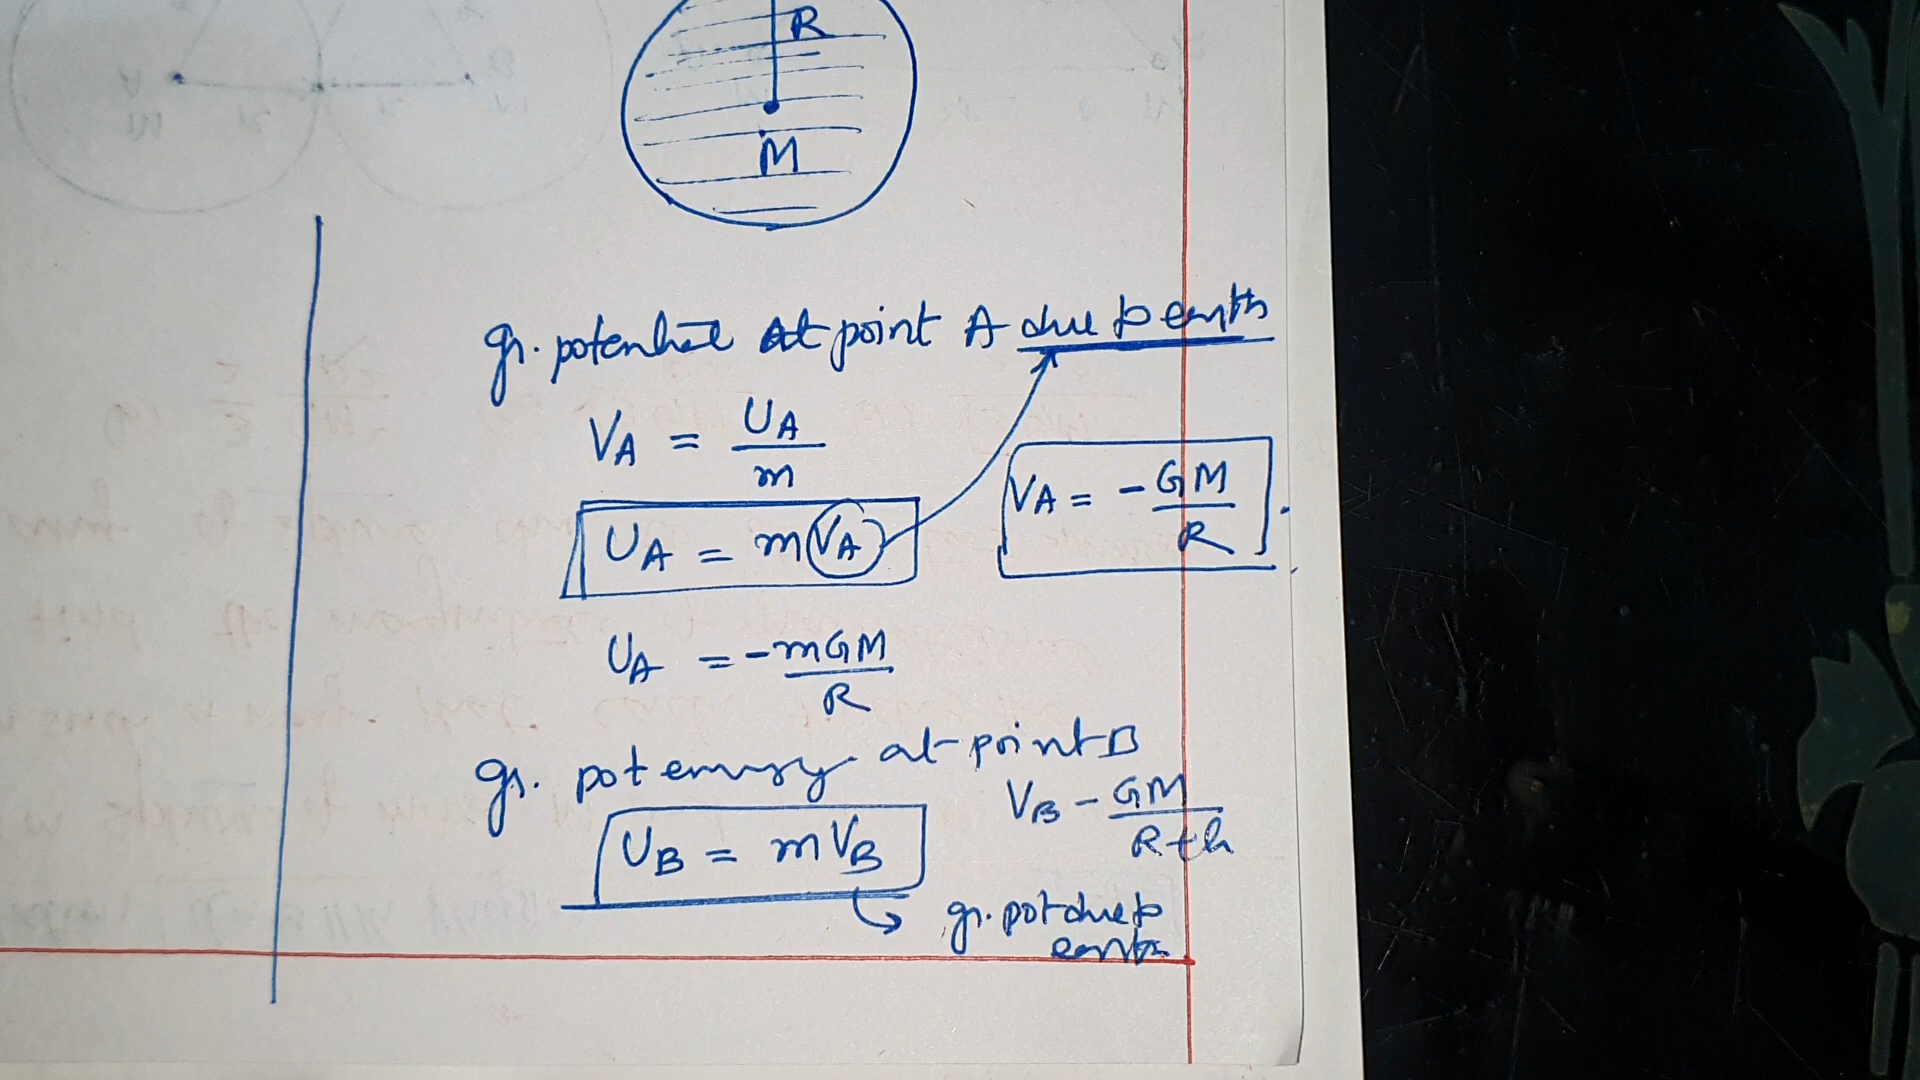 R
M
gr. potential at point A due to earth
VA = UA / m
UA = m(VA)
VA = -GM / R
UA = -mGM / R
gr. pot energy at point B
VB - GM / R+h
UB = mVB
gr. pot due to
earth